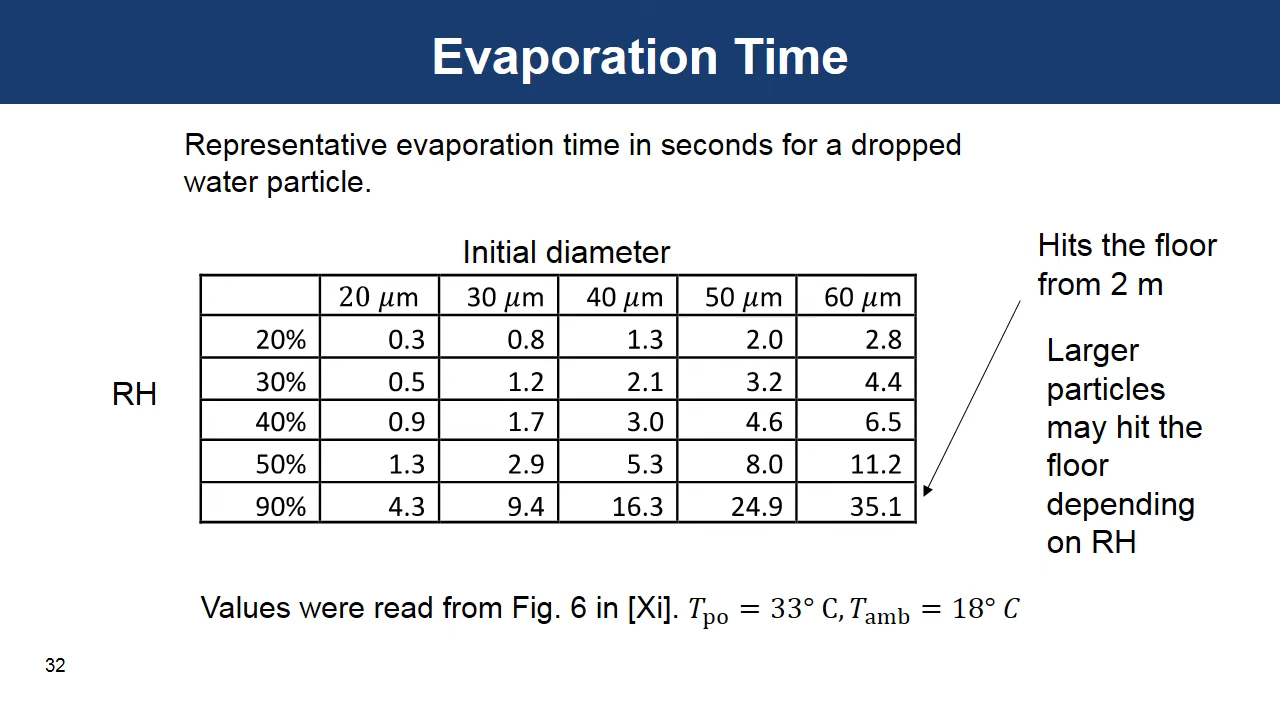 Evaporation Time
Representative evaporation time in seconds for a dropped
water particle.
Initial diameter
20 μm 30 μm 40 μm 50 μm 60 μm
20% 0.3 0.8 1.3 2.0 2.8
30% 0.5 1.2 2.1 3.2 4.4
RH
40% 0.9 1.7 3.0 4.6 6.5
50% 1.3 2.9 5.3 8.0 11.2
90% 4.3 9.4 16.3 24.9 35.1
Hits the floor
from 2 m
Larger
particles
may hit the
floor
depending
on RH
Values were read from Fig. 6 in [Xi]. T_po = 33° C, T_amb = 18° C
32